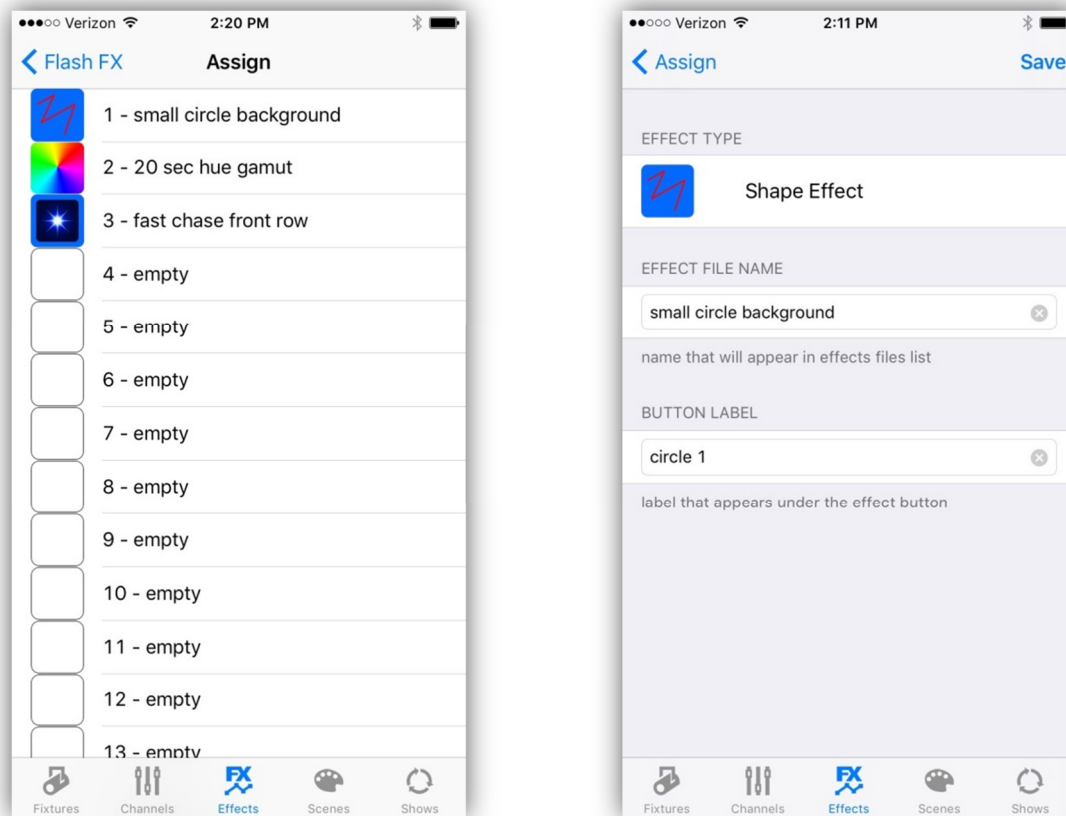 Verizon 2:20 PM
Flash FX Assign
1 - small circle background
2 - 20 sec hue gamut
3 - fast chase front row
4 - empty
5 - empty
6 - empty
7 - empty
8 - empty
9 - empty
10 - empty
11 - empty
12 - empty
13 - empty
Fixtures Channels FX Effects Scenes Shows
Verizon 2:11 PM
Assign Save
EFFECT TYPE
Shape Effect
EFFECT FILE NAME
small circle background
name that will appear in effects files list
BUTTON LABEL
circle 1
label that appears under the effect button
Fixtures Channels FX Effects Scenes Shows